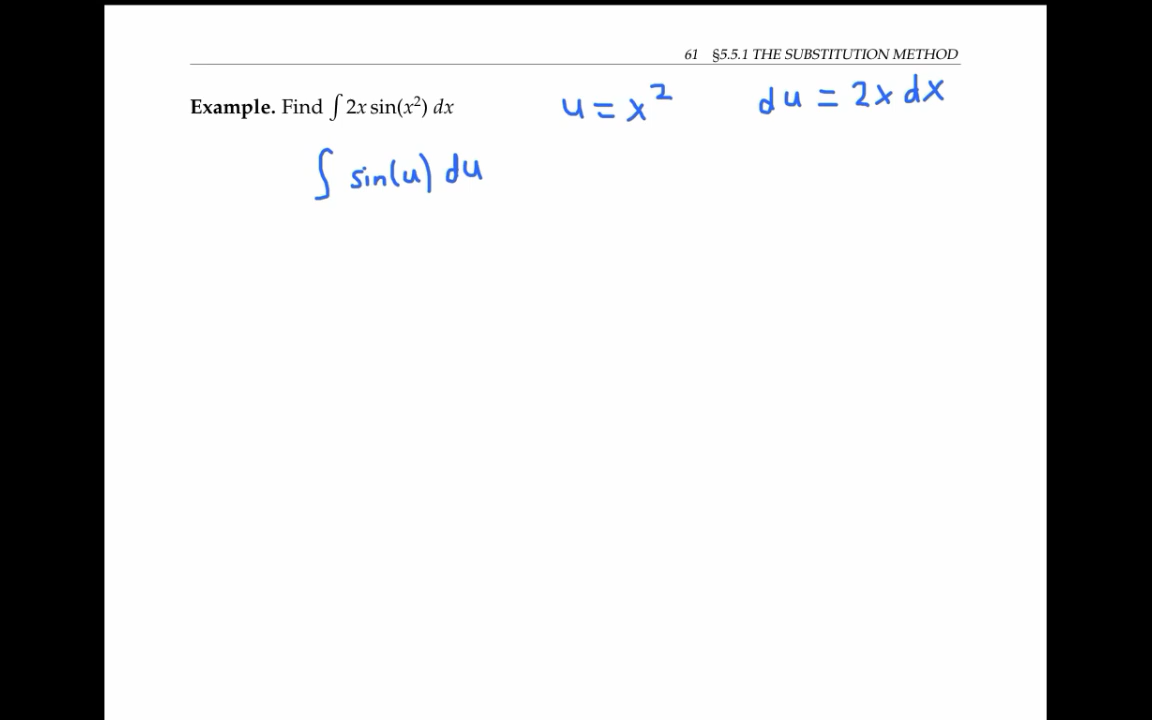 61 §5.5.1 THE SUBSTITUTION METHOD
Example. Find ∫ 2x sin(x²) dx u = x² du = 2x dx
∫ sin(u) du